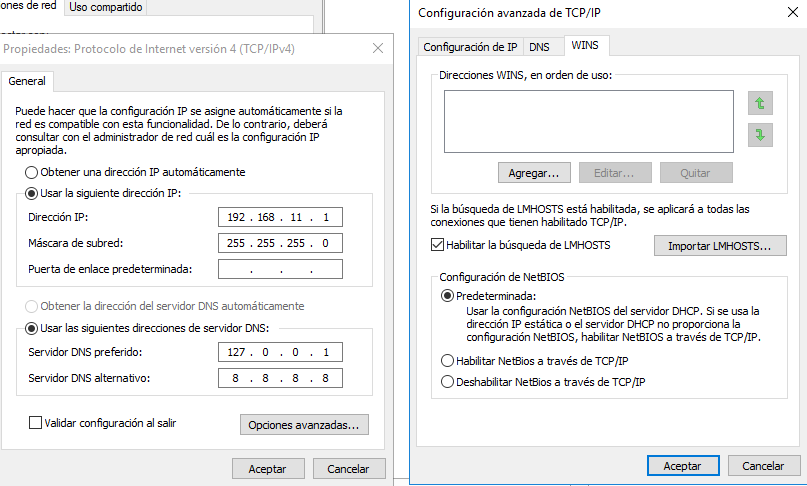 ones de red
Uso compartido
Propiedades: Protocolo de Internet versión 4 (TCP/IPv4)
General
Puede hacer que la configuración IP se asigne automáticamente si la
red es compatible con esta funcionalidad. De lo contrario, deberá
consultar con el administrador de red cuál es la configuración IP
apropiada.
Obtener una dirección IP automáticamente
Usar la siguiente dirección IP:
Dirección IP: 192 . 168 . 11 . 1
Máscara de subred: 255 . 255 . 255 . 0
Puerta de enlace predeterminada: . . .
Obtener la dirección del servidor DNS automáticamente
Usar las siguientes direcciones de servidor DNS:
Servidor DNS preferido: 127 . 0 . 0 . 1
Servidor DNS alternativo: 8 . 8 . 8 . 8
Validar configuración al salir
Opciones avanzadas...
Aceptar
Cancelar
Configuración avanzada de TCP/IP
Configuración de IP
DNS
WINS
Direcciones WINS, en orden de uso:
Agregar...
Editar...
Quitar
Si la búsqueda de LMHOSTS está habilitada, se aplicará a todas las
conexiones que tienen habilitado TCP/IP.
Habilitar la búsqueda de LMHOSTS
Importar LMHOSTS...
Configuración de NetBIOS
Predeterminada:
Usar la configuración NetBIOS del servidor DHCP. Si se usa la
dirección IP estática o el servidor DHCP no proporciona la
configuración NetBIOS, habilitar NetBIOS a través de TCP/IP.
Habilitar NetBios a través de TCP/IP
Deshabilitar NetBios a través de TCP/IP
Aceptar
Cancelar